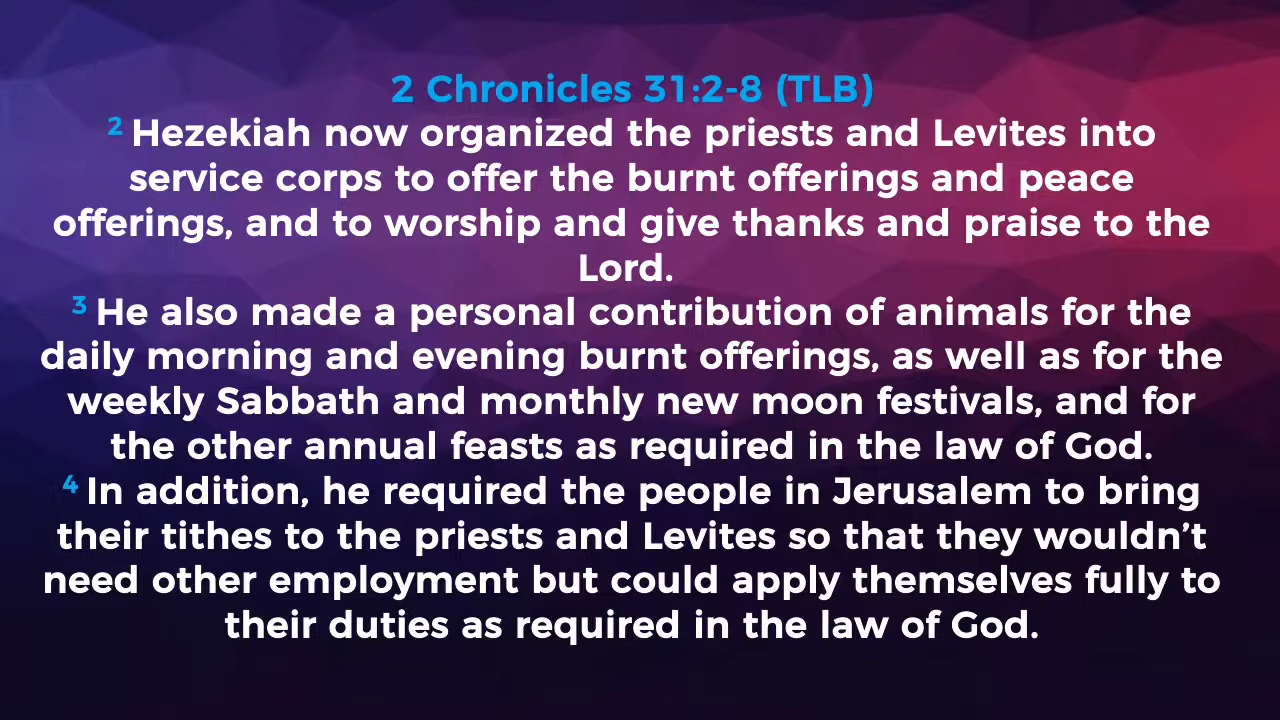 2 Chronicles 31:2-8 (TLB)
2 Hezekiah now organized the priests and Levites into
service corps to offer the burnt offerings and peace
offerings, and to worship and give thanks and praise to the
Lord.
3 He also made a personal contribution of animals for the
daily morning and evening burnt offerings, as well as for the
weekly Sabbath and monthly new moon festivals, and for
the other annual feasts as required in the law of God.
4 In addition, he required the people in Jerusalem to bring
their tithes to the priests and Levites so that they wouldn’t
need other employment but could apply themselves fully to
their duties as required in the law of God.